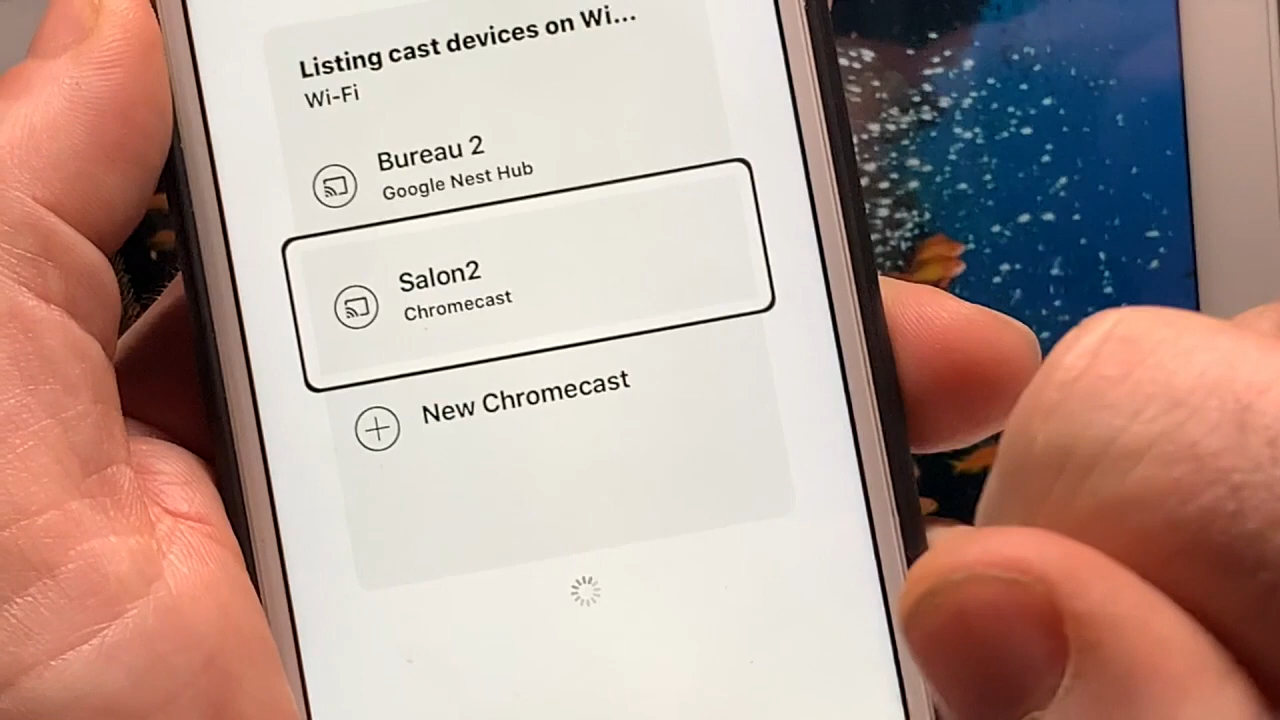 Listing cast devices on Wi...
Wi-Fi
Bureau 2
Google Nest Hub
Salon2
Chromecast
New Chromecast